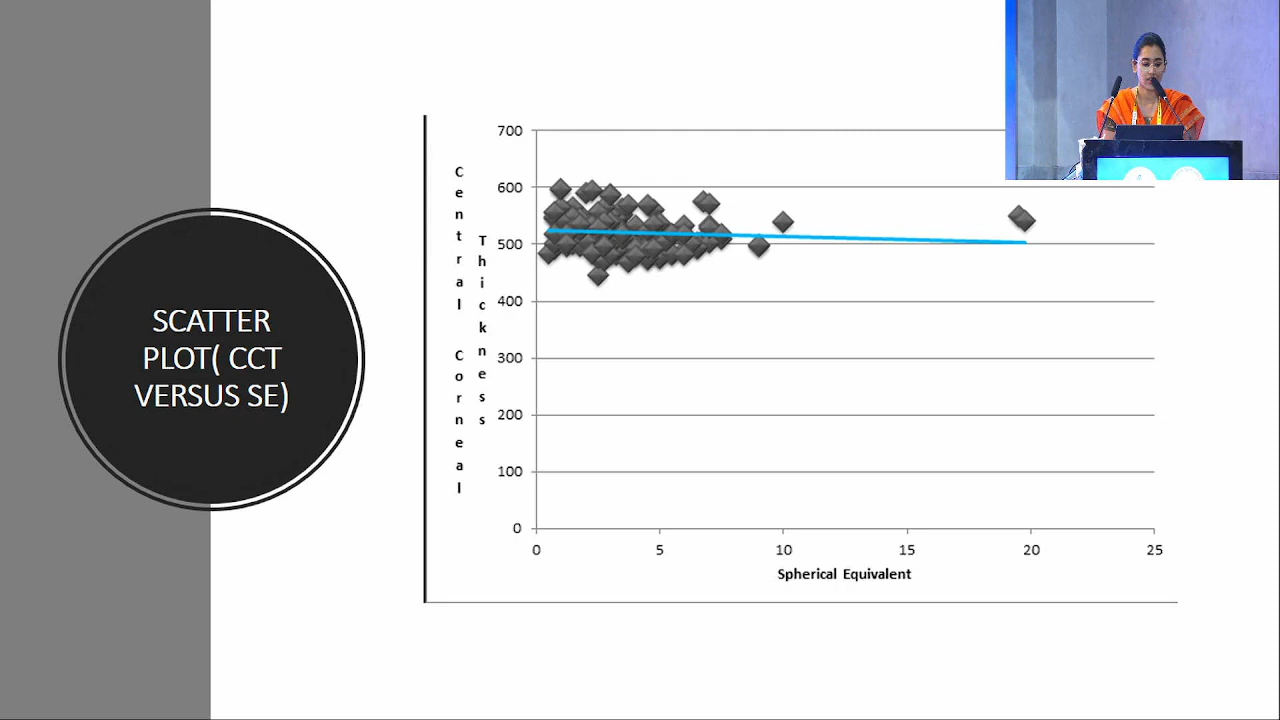 SCATTER
PLOT( CCT
VERSUS SE)
Central Corneal
Thickness
700
600
500
400
300
200
100
0
0 5 10 15 20 25
Spherical Equivalent